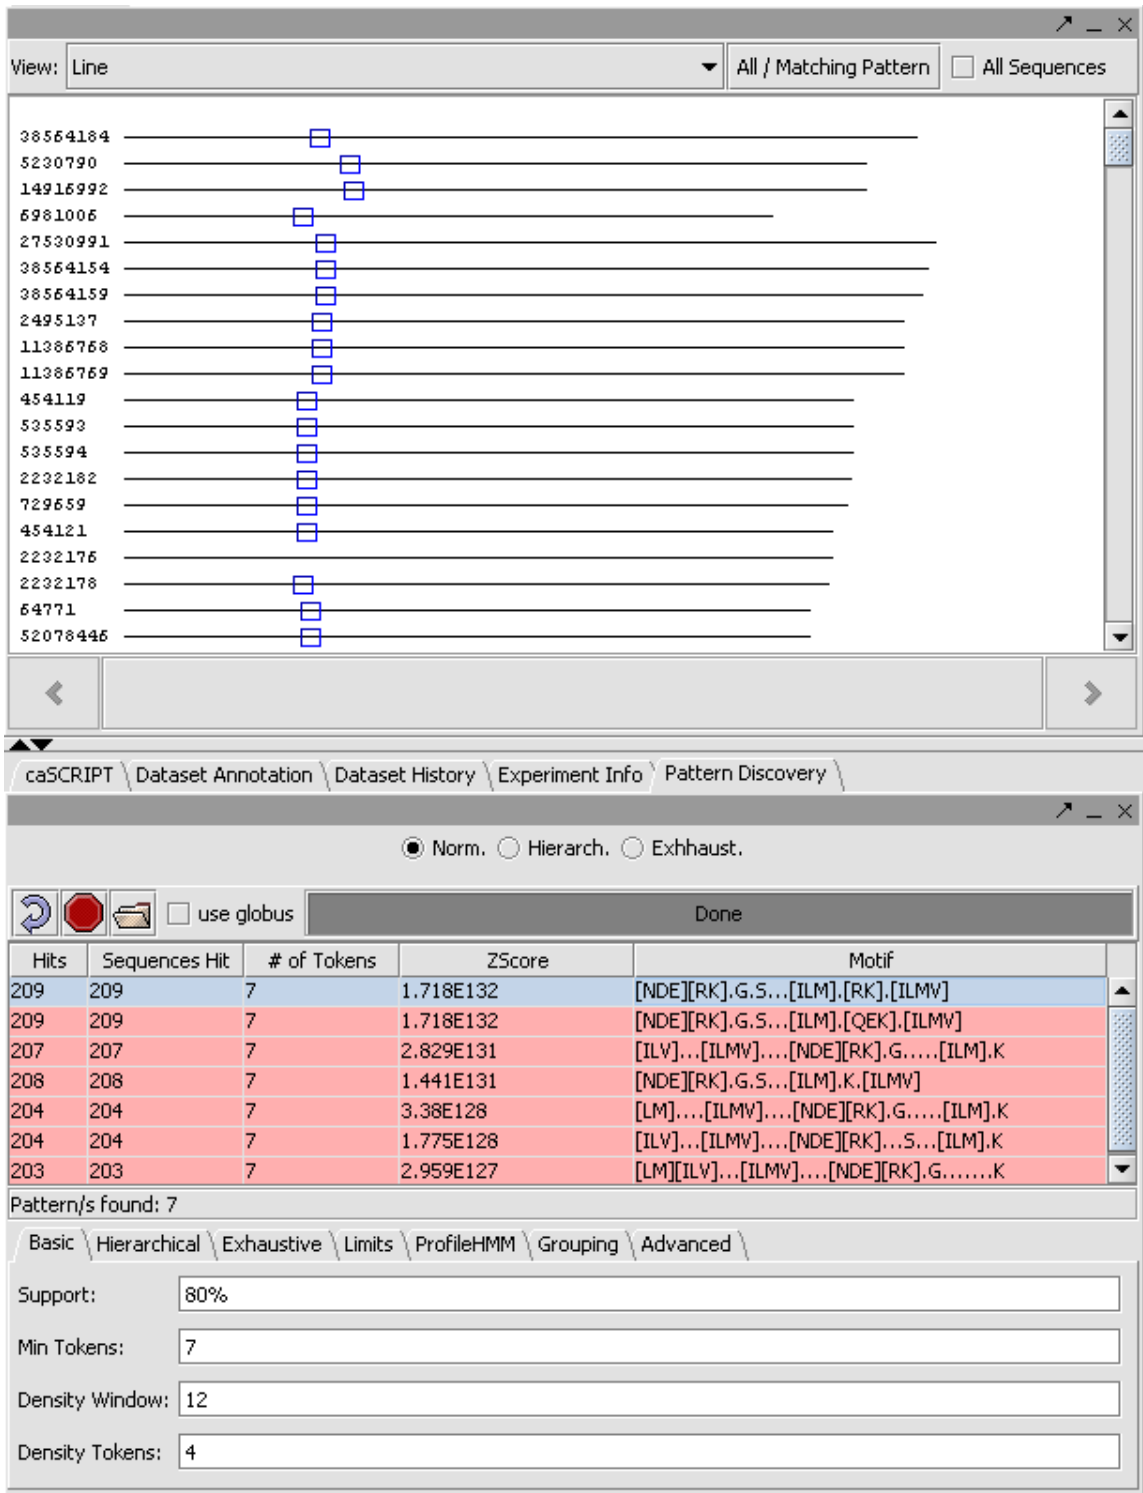 View: Line All / Matching Pattern All Sequences
38564184
5230790
14916992
6981006
27530991
38564154
38564159
2495137
11386768
11386769
454119
535593
535594
2232182
729659
454121
2232176
2232178
64771
52078446
caSCRIPT Dataset Annotation Dataset History Experiment Info Pattern Discovery
Norm. Hierarch. Exhhaust.
use globus Done
Hits Sequences Hit # of Tokens ZScore Motif
209 209 7 1.718E132 [NDE][RK].G.S...[ILM].[RK].[ILMV]
209 209 7 1.718E132 [NDE][RK].G.S...[ILM].[QEK].[ILMV]
207 207 7 2.829E131 [ILV]...[ILMV]....[NDE][RK].G.....[ILM].K
208 208 7 1.441E131 [NDE][RK].G.S...[ILM].K.[ILMV]
204 204 7 3.38E128 [LM]....[ILMV]....[NDE][RK].G.....[ILM].K
204 204 7 1.775E128 [ILV]...[ILMV]....[NDE][RK]...S...[ILM].K
203 203 7 2.959E127 [LM][ILV]...[ILMV]....[NDE][RK].G.......K
Pattern/s found: 7
Basic Hierarchical Exhaustive Limits ProfileHMM Grouping Advanced
Support: 80%
Min Tokens: 7
Density Window: 12
Density Tokens: 4